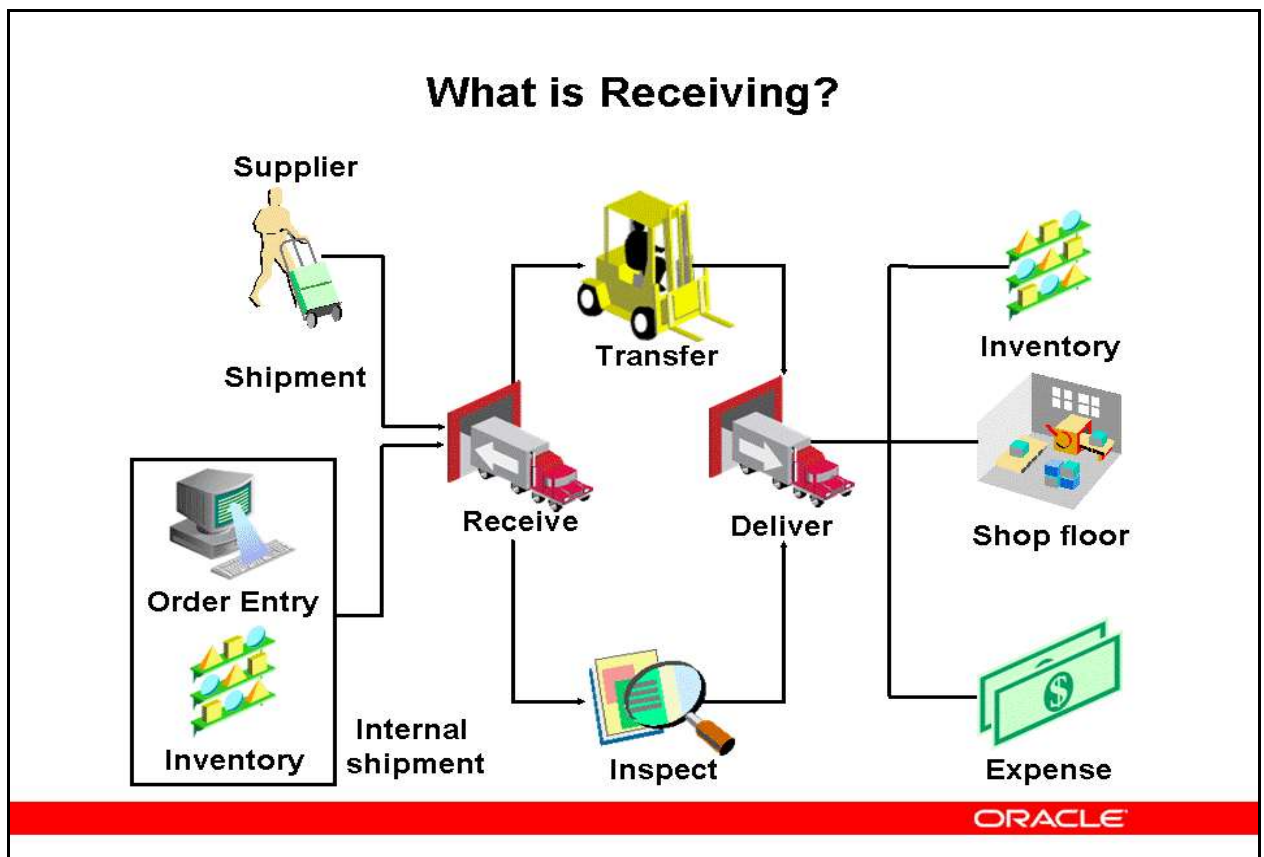 What is Receiving?
Supplier
Shipment
Transfer
Inventory
Receive
Deliver
Shop floor
Order Entry
Inventory
Internal
shipment
Inspect
Expense
$
ORACLE